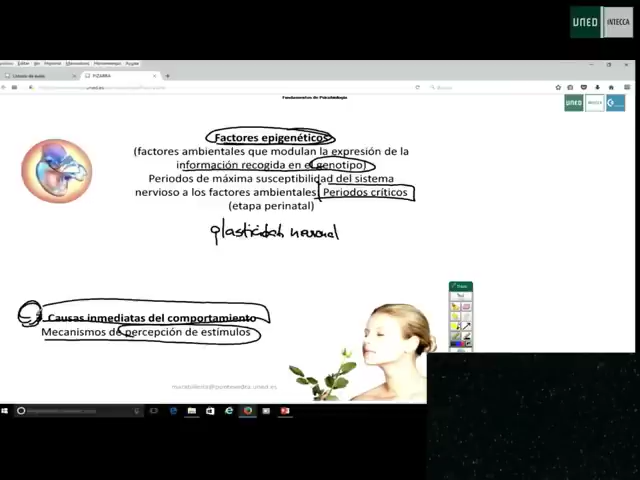 UNED INTECCA
PIZARRA
Fundamentos de Psicobiología
UNED
Factores epigenéticos
(factores ambientales que modulan la expresión de la
información recogida en el genotipo)
Periodos de máxima susceptibilidad del sistema
nervioso a los factores ambientales Periodos críticos
(etapa perinatal)
plasticidad neuronal
Causas inmediatas del comportamiento
Mecanismos de percepción de estímulos